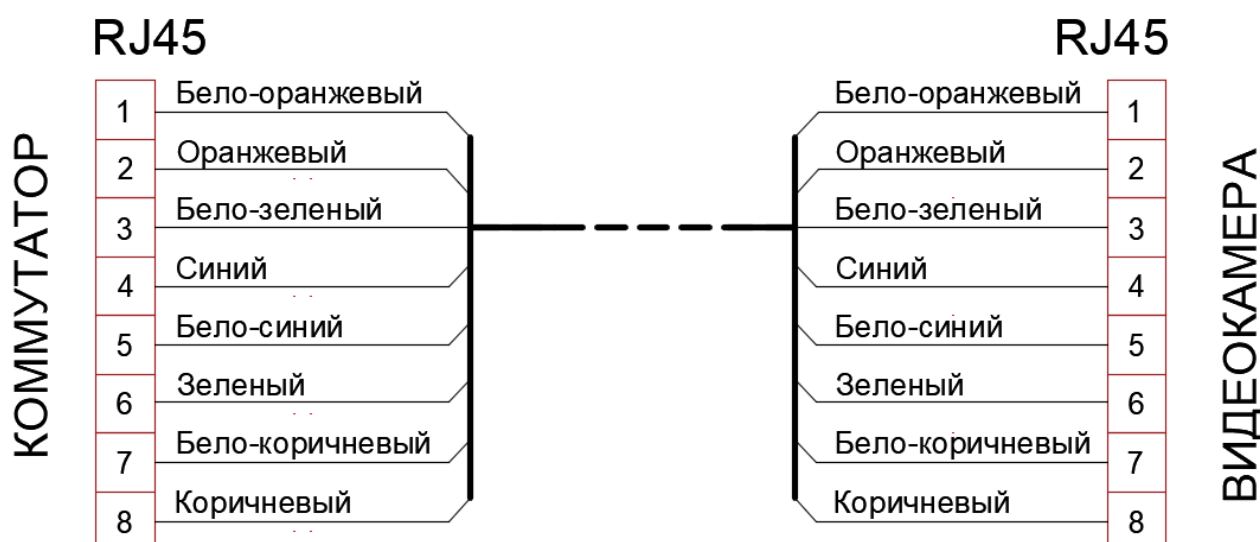 RJ45 RJ45
КОММУТАТОР
ВИДЕОКАМЕРА
1 Бело-оранжевый Бело-оранжевый 1
2 Оранжевый Оранжевый 2
3 Бело-зеленый Бело-зеленый 3
4 Синий Синий 4
5 Бело-синий Бело-синий 5
6 Зеленый Зеленый 6
7 Бело-коричневый Бело-коричневый 7
8 Коричневый Коричневый 8